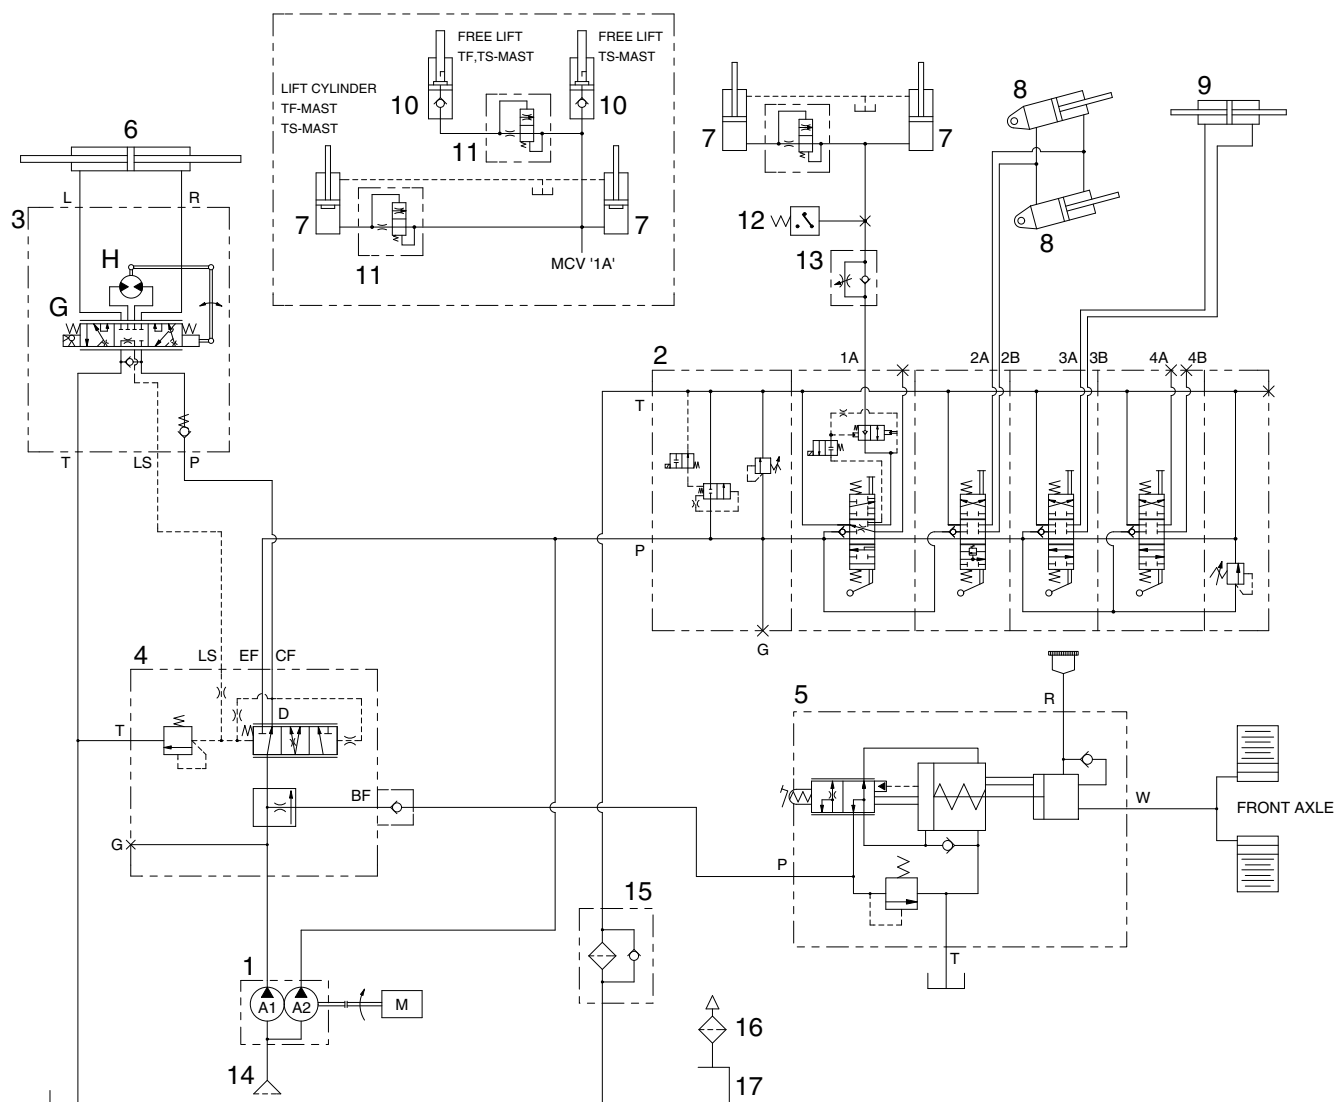 FREE LIFT
TF,TS-MAST
FREE LIFT
TS-MAST
LIFT CYLINDER
TF-MAST
TS-MAST
10
10
11
7
7
11
MCV '1A'
6
L
R
3
H
G
T
LS
P
7
7
8
8
9
12
13
2
1A
2A
2B
3A
3B
4A
4B
T
P
G
4
LS
EF
CF
D
T
BF
G
5
R
W
FRONT AXLE
P
T
15
1
A1
A2
M
14
16
17